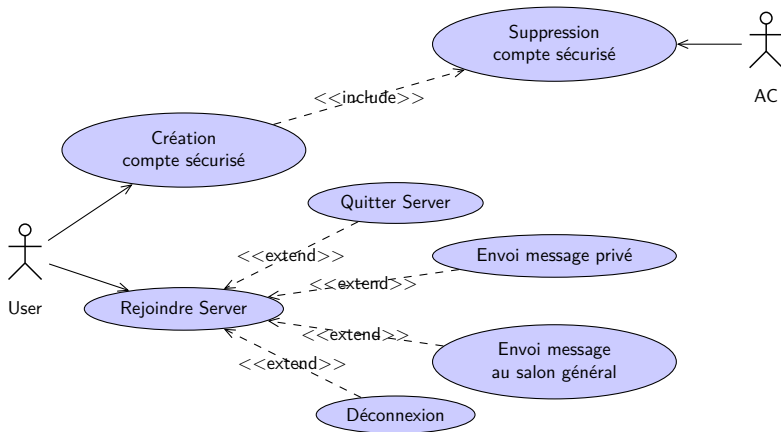 Suppression
compte sécurisé
AC
<<include>>
Création
compte sécurisé
Quitter Server
User
<<extend>>
Envoi message privé
<<extend>>
Rejoindre Server
<<extend>>
Envoi message
au salon général
<<extend>>
Déconnexion